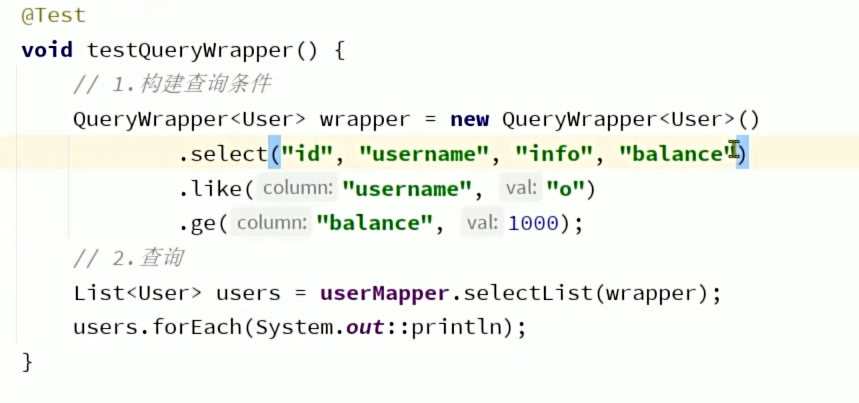 @Test
void testQueryWrapper() {
    // 1.构建查询条件
    QueryWrapper<User> wrapper = new QueryWrapper<User>()
            .select("id", "username", "info", "balance")
            .like( column: "username",  val: "o")
            .ge( column: "balance",  val: 1000);
    // 2.查询
    List<User> users = userMapper.selectList(wrapper);
    users.forEach(System.out::println);
}